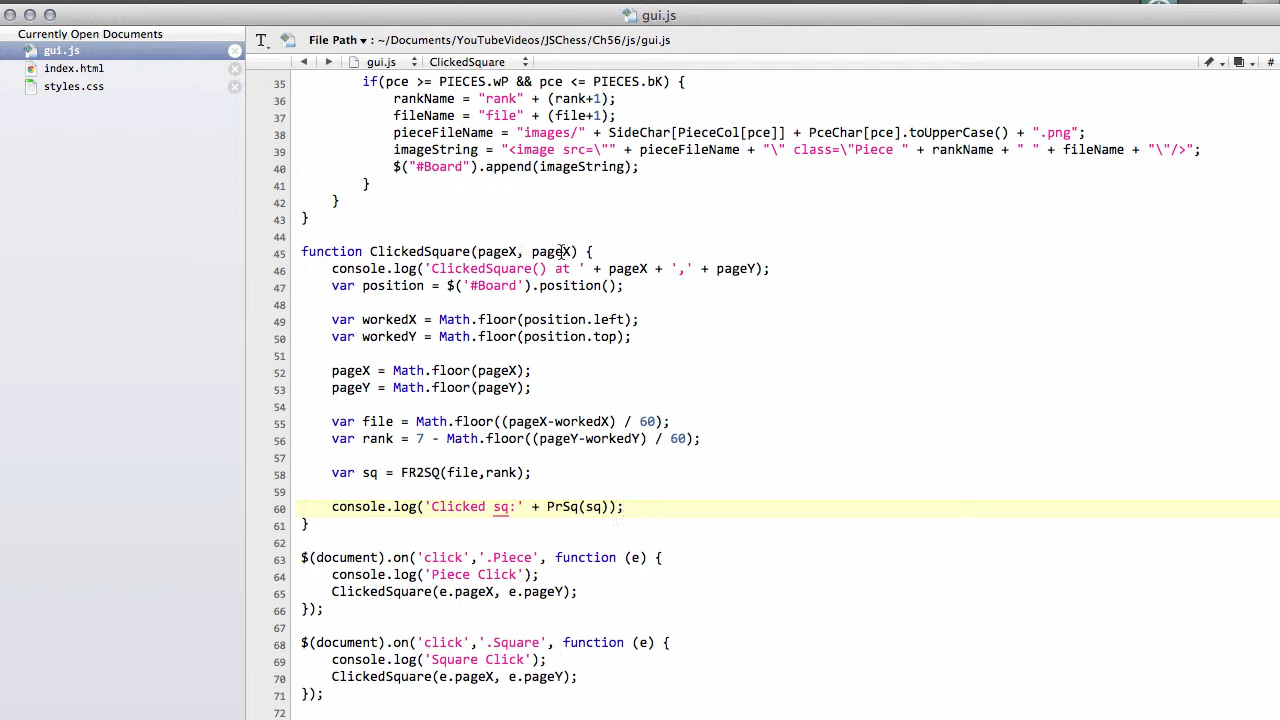 gui.js
Currently Open Documents
gui.js
index.html
styles.css
File Path ▾ : ~/Documents/YouTubeVideos/JSChess/Ch56/js/gui.js
gui.js ClickedSquare #
35 if(pce >= PIECES.wP && pce <= PIECES.bK) {
36 rankName = "rank" + (rank+1);
37 fileName = "file" + (file+1);
38 pieceFileName = "images/" + SideChar[PieceCol[pce]] + PceChar[pce].toUpperCase() + ".png";
39 imageString = "<image src=\"" + pieceFileName + "\" class=\"Piece " + rankName + " " + fileName + "\"/>";
40 $("#Board").append(imageString);
41 }
42 }
43 }
44
45 function ClickedSquare(pageX, pageX) {
46 console.log('ClickedSquare() at ' + pageX + ',' + pageY);
47 var position = $('#Board').position();
48
49 var workedX = Math.floor(position.left);
50 var workedY = Math.floor(position.top);
51
52 pageX = Math.floor(pageX);
53 pageY = Math.floor(pageY);
54
55 var file = Math.floor((pageX-workedX) / 60);
56 var rank = 7 - Math.floor((pageY-workedY) / 60);
57
58 var sq = FR2SQ(file,rank);
59
60 console.log('Clicked sq:' + PrSq(sq));
61 }
62
63 $(document).on('click','.Piece', function (e) {
64 console.log('Piece Click');
65 ClickedSquare(e.pageX, e.pageY);
66 });
67
68 $(document).on('click','.Square', function (e) {
69 console.log('Square Click');
70 ClickedSquare(e.pageX, e.pageY);
71 });
72